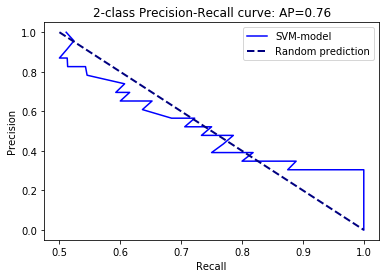 2-class Precision-Recall curve: AP=0.76
SVM-model
Random prediction
1.0
0.8
0.6
0.4
0.2
0.0
Precision
0.5
0.6
0.7
0.8
0.9
1.0
Recall